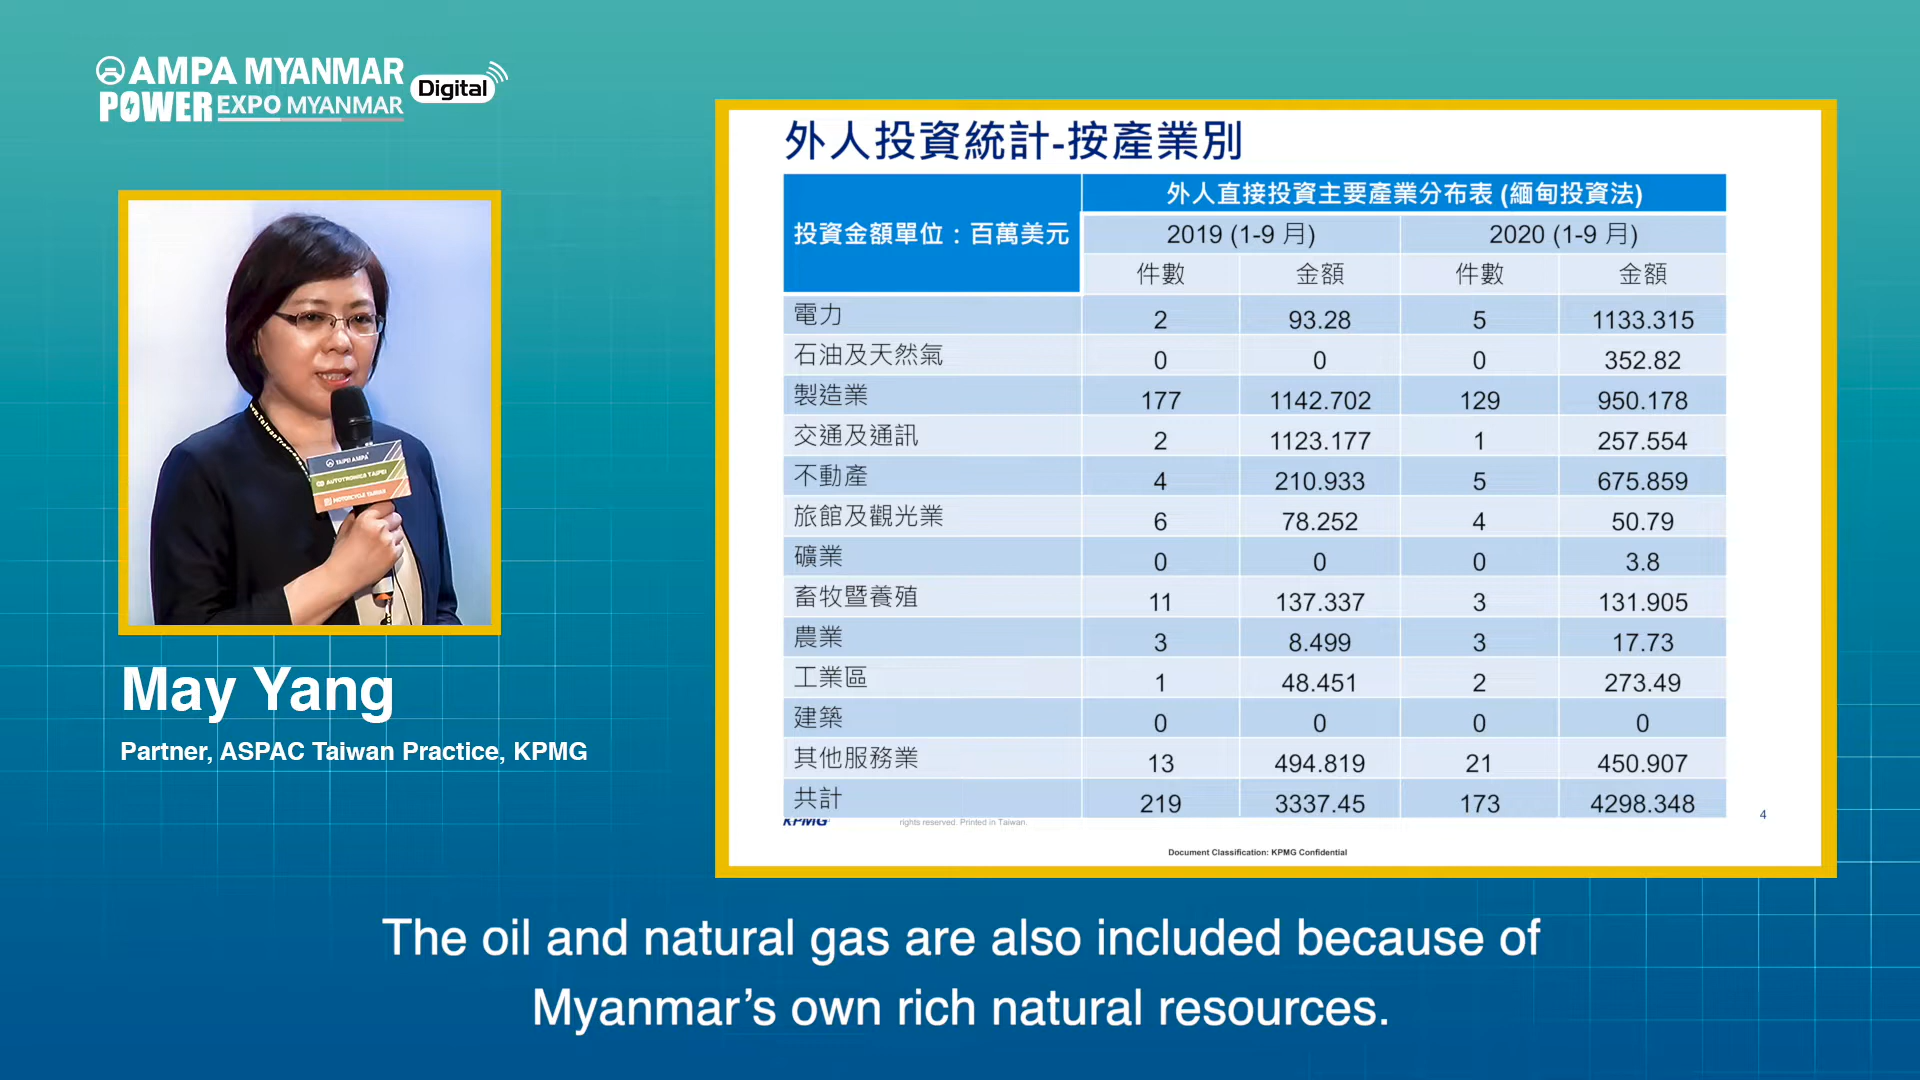 AMPA MYANMAR
POWER EXPO MYANMAR
Digital
TAIPEI AMPA
AUTOTRONICS TAIPEI
MOTORCYCLE TAIWAN
May Yang
Partner, ASPAC Taiwan Practice, KPMG
外人投資統計-按產業別
投資金額單位：百萬美元
外人直接投資主要產業分布表 (緬甸投資法)
2019 (1-9 月) 2020 (1-9 月)
件數 金額 件數 金額
電力 2 93.28 5 1133.315
石油及天然氣 0 0 0 352.82
製造業 177 1142.702 129 950.178
交通及通訊 2 1123.177 1 257.554
不動產 4 210.933 5 675.859
旅館及觀光業 6 78.252 4 50.79
礦業 0 0 0 3.8
畜牧暨養殖 11 137.337 3 131.905
農業 3 8.499 3 17.73
工業區 1 48.451 2 273.49
建築 0 0 0 0
其他服務業 13 494.819 21 450.907
共計 219 3337.45 173 4298.348
KPMG
rights reserved. Printed in Taiwan.
4
Document Classification: KPMG Confidential
The oil and natural gas are also included because of
Myanmar’s own rich natural resources.